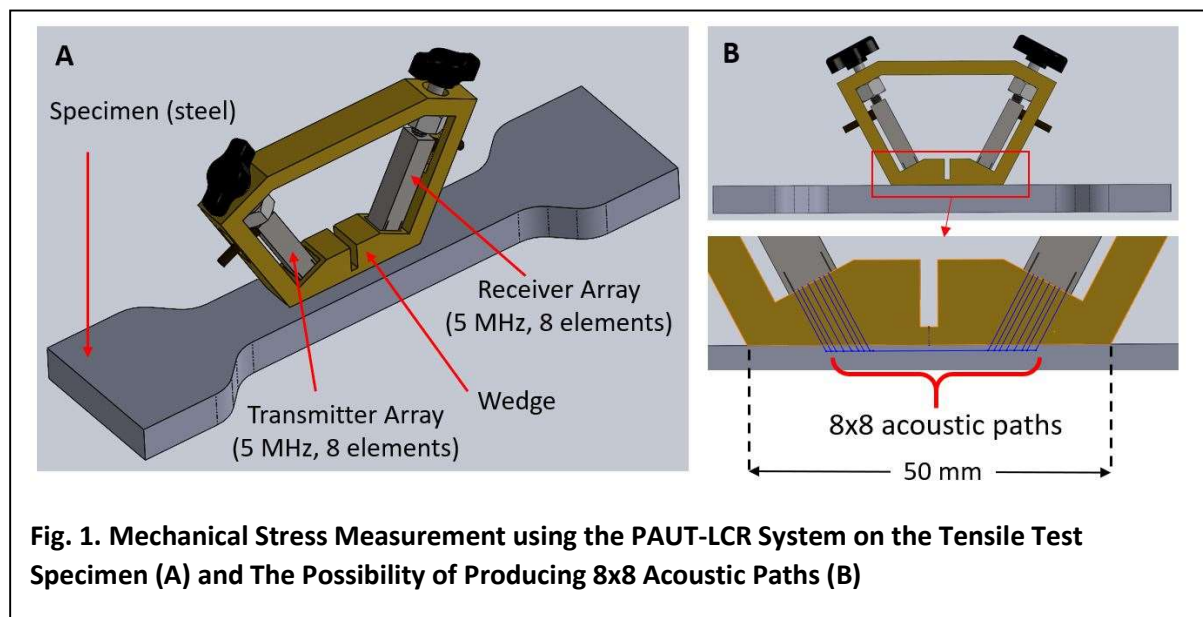 A
Specimen (steel)
Receiver Array
(5 MHz, 8 elements)
Wedge
Transmitter Array
(5 MHz, 8 elements)
B
8x8 acoustic paths
50 mm
Fig. 1. Mechanical Stress Measurement using the PAUT-LCR System on the Tensile Test
Specimen (A) and The Possibility of Producing 8x8 Acoustic Paths (B)